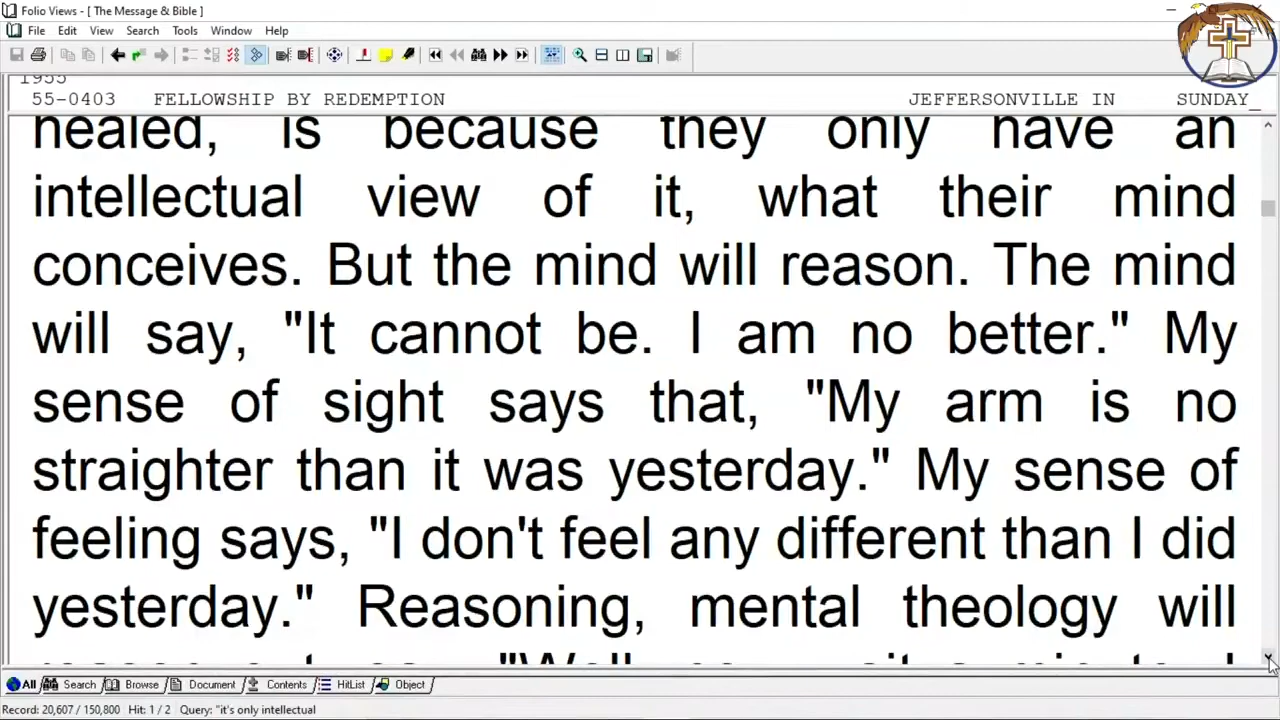 Folio Views - [ The Message & Bible ]
File Edit View Search Tools Window Help
1955
55-0403 FELLOWSHIP BY REDEMPTION JEFFERSONVILLE IN SUNDAY_
healed, is because they only have an
intellectual view of it, what their mind
conceives. But the mind will reason. The mind
will say, "It cannot be. I am no better." My
sense of sight says that, "My arm is no
straighter than it was yesterday." My sense of
feeling says, "I don't feel any different than I did
yesterday." Reasoning, mental theology will
All Search Browse Document Contents HitList Object
Record: 20,607 / 150,800 Hit: 1 / 2 Query: "it's only intellectual